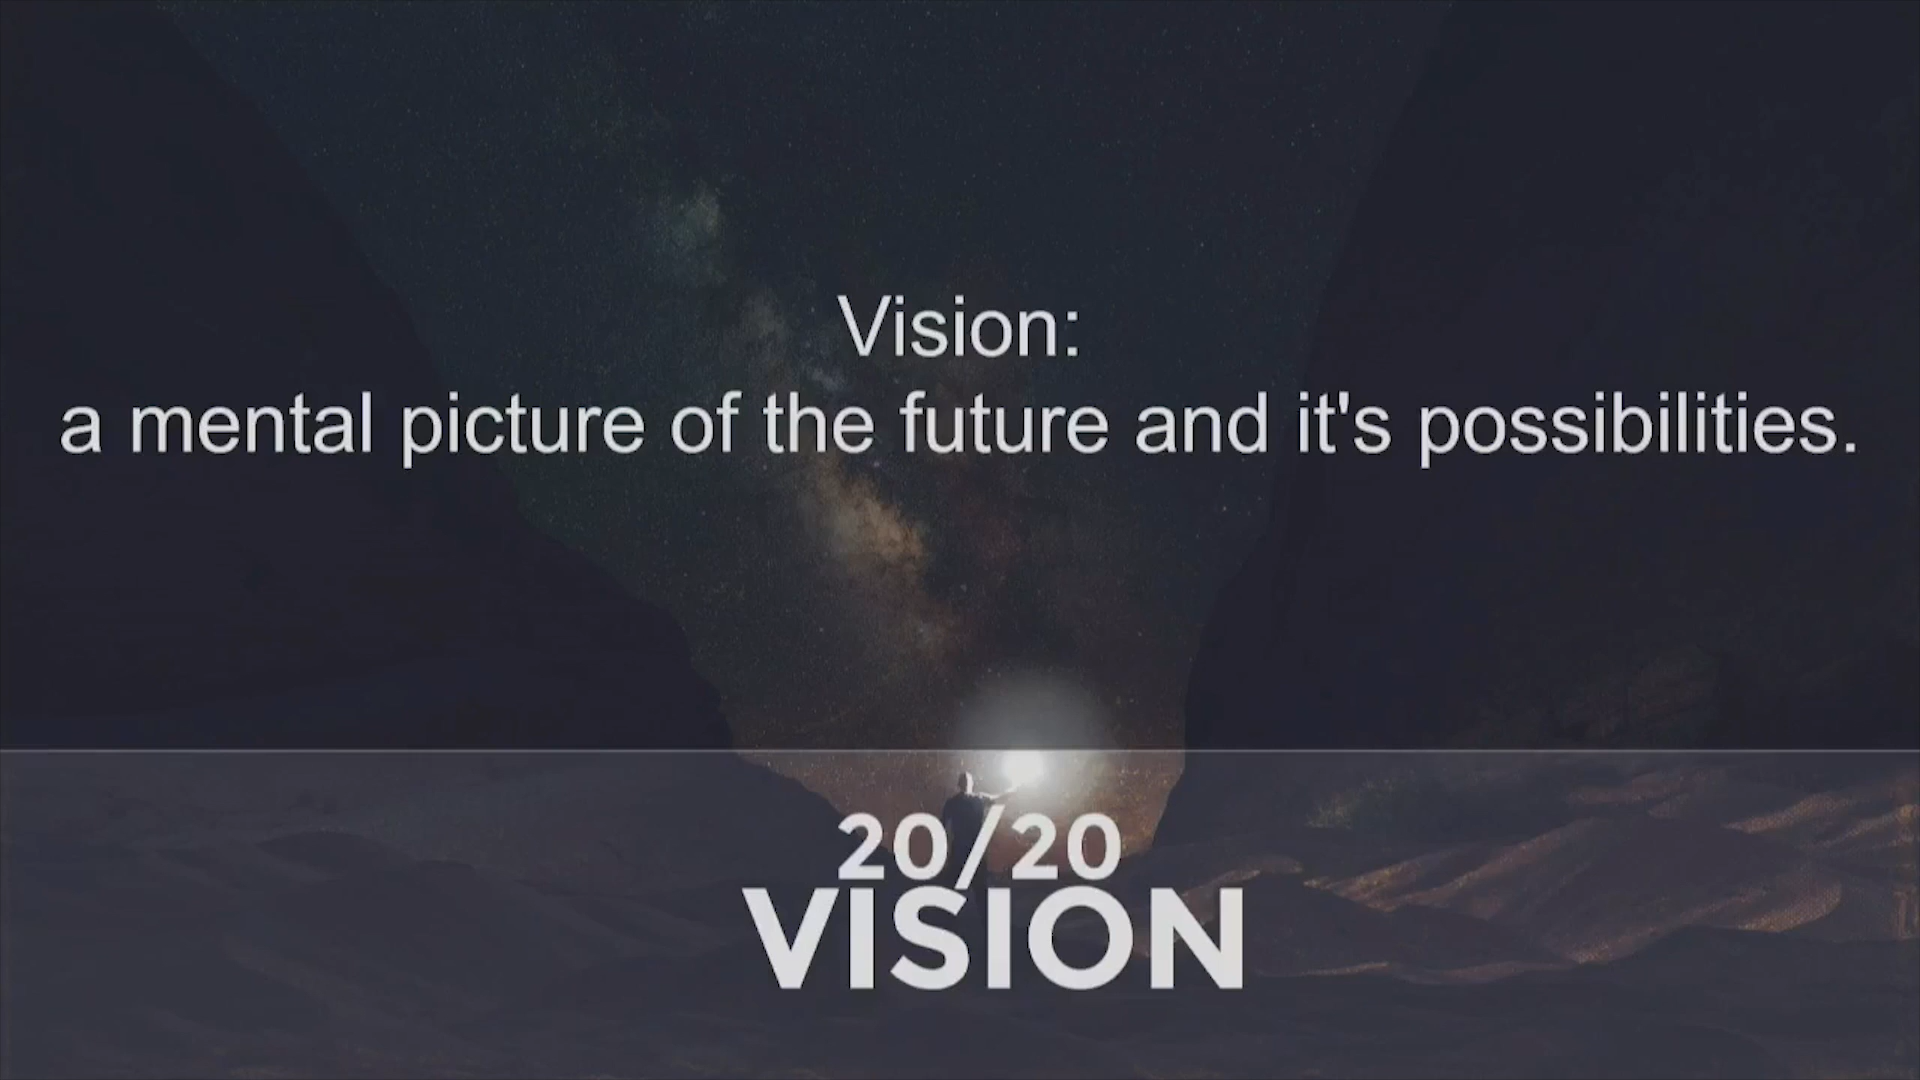 Vision:
a mental picture of the future and it's possibilities.
20/20
VISION